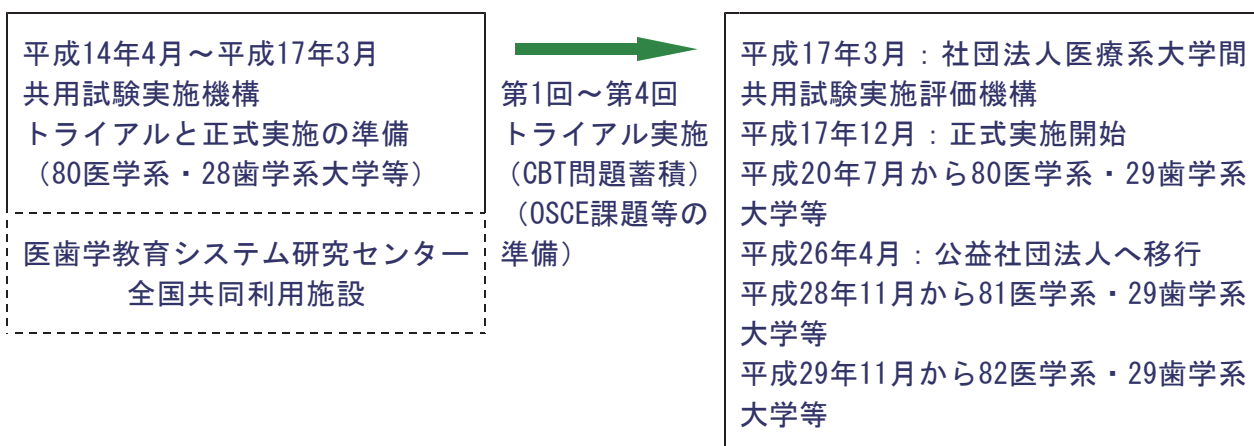 平成14年4月～平成17年3月
共用試験実施機構
トライアルと正式実施の準備
（80医学系・28歯学系大学等）
医歯学教育システム研究センター
全国共同利用施設
第1回～第4回
トライアル実施
（CBT問題蓄積）
（OSCE課題等の
準備）
平成17年3月：社団法人医療系大学間
共用試験実施評価機構
平成17年12月：正式実施開始
平成20年7月から80医学系・29歯学系
大学等
平成26年4月：公益社団法人へ移行
平成28年11月から81医学系・29歯学系
大学等
平成29年11月から82医学系・29歯学系
大学等